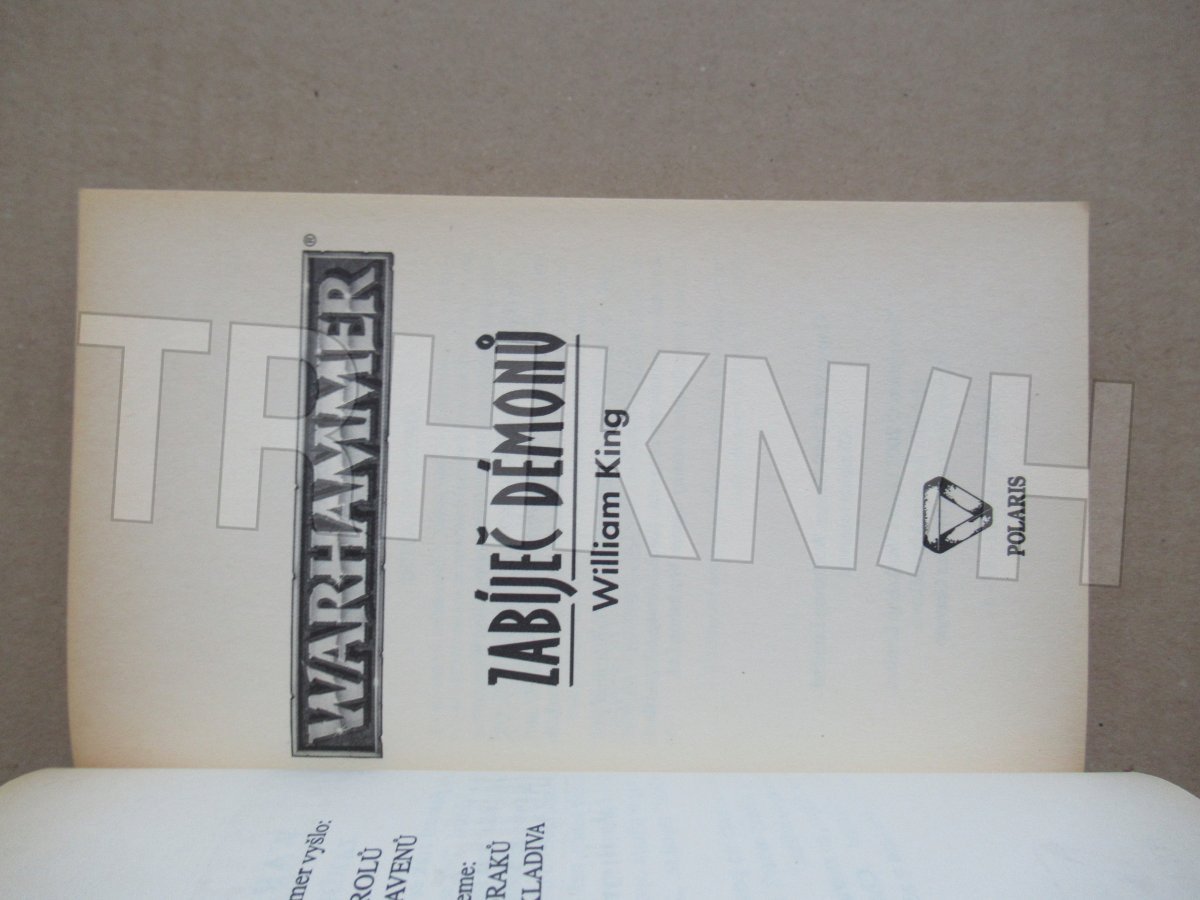 WARHAMMER®
ZABÍJEČ DÉMONŮ
William King
POLARIS
mer vyšlo:
ROLŮ
AVENŮ
eme:
RAKŮ
KLADIVA
TRHKNIH